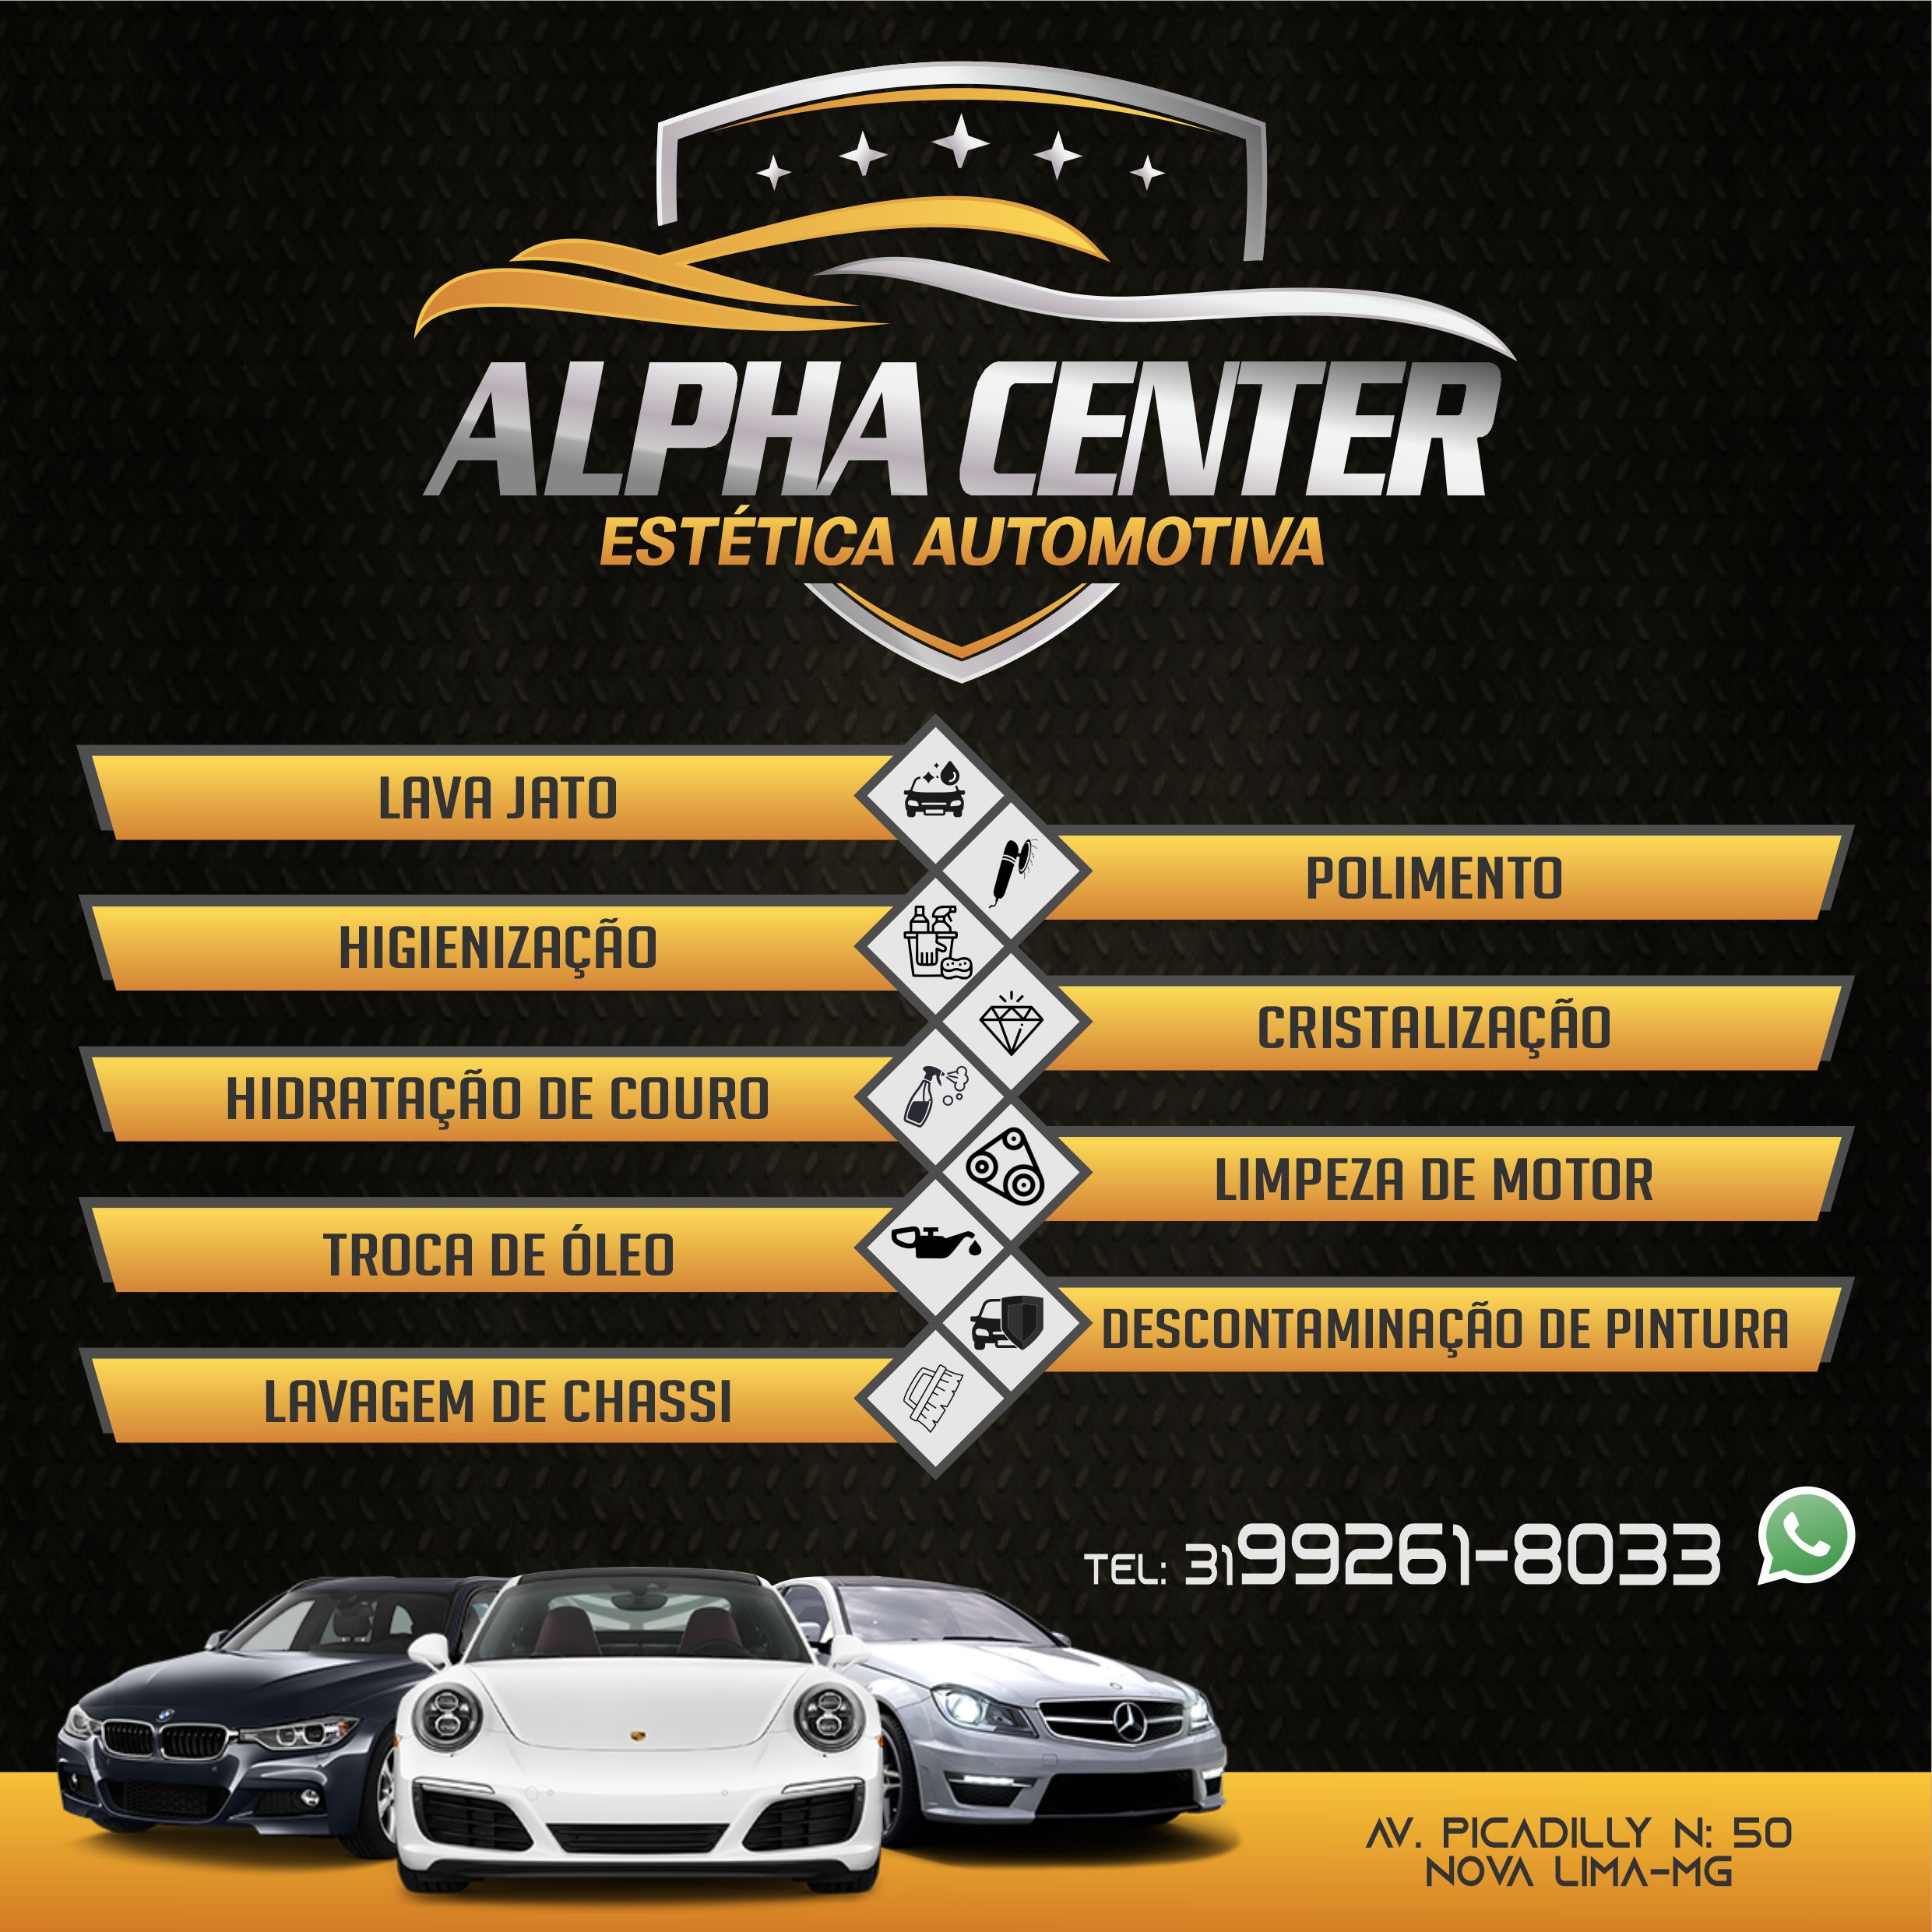 ALPHA CENTER
ESTÉTICA AUTOMOTIVA
LAVA JATO
POLIMENTO
HIGIENIZAÇÃO
CRISTALIZAÇÃO
HIDRATAÇÃO DE COURO
LIMPEZA DE MOTOR
TROCA DE ÓLEO
DESCONTAMINAÇÃO DE PINTURA
LAVAGEM DE CHASSI
TEL: 31 99261-8033
AV. PICADILLY N: 50
NOVA LIMA-MG